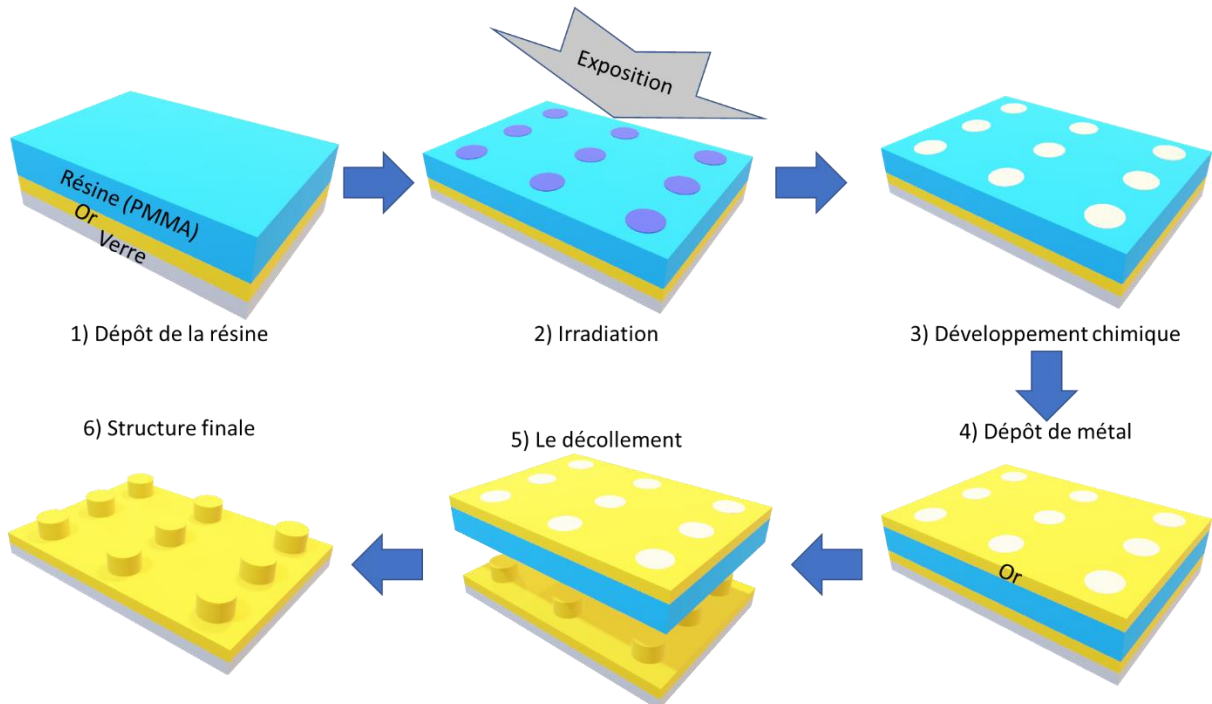 Exposition
Résine (PMMA)
Or
Verre
1) Dépôt de la résine
2) Irradiation
3) Développement chimique
6) Structure finale
5) Le décollement
4) Dépôt de métal
Or